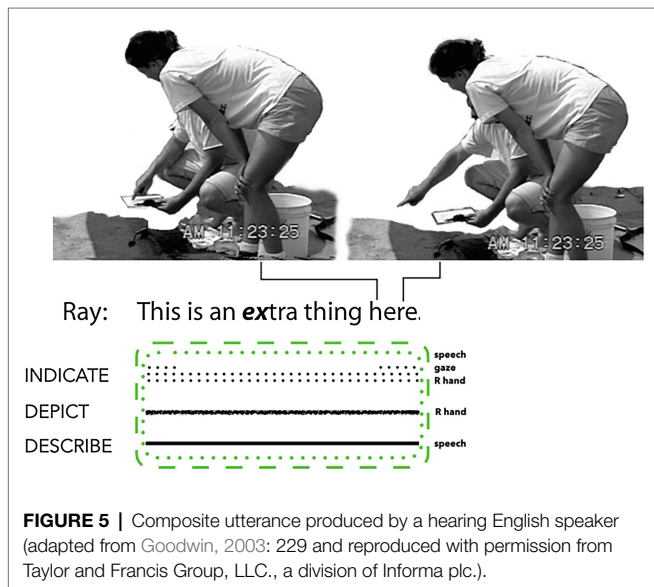 AM 11:23:25
AM 11:23:25
Ray: This is an extra thing here.
speech
INDICATE gaze
R hand
DEPICT R hand
DESCRIBE speech
FIGURE 5 | Composite utterance produced by a hearing English speaker
(adapted from Goodwin, 2003: 229 and reproduced with permission from
Taylor and Francis Group, LLC., a division of Informa plc.).